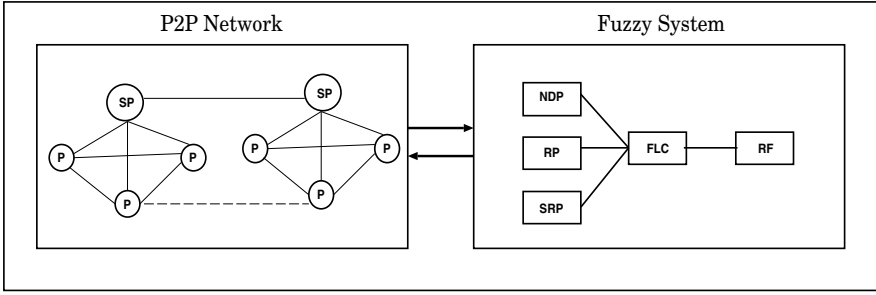 P2P Network
Fuzzy System
SP
SP
P
P
P
P
P
P
NDP
RP
SRP
FLC
RF